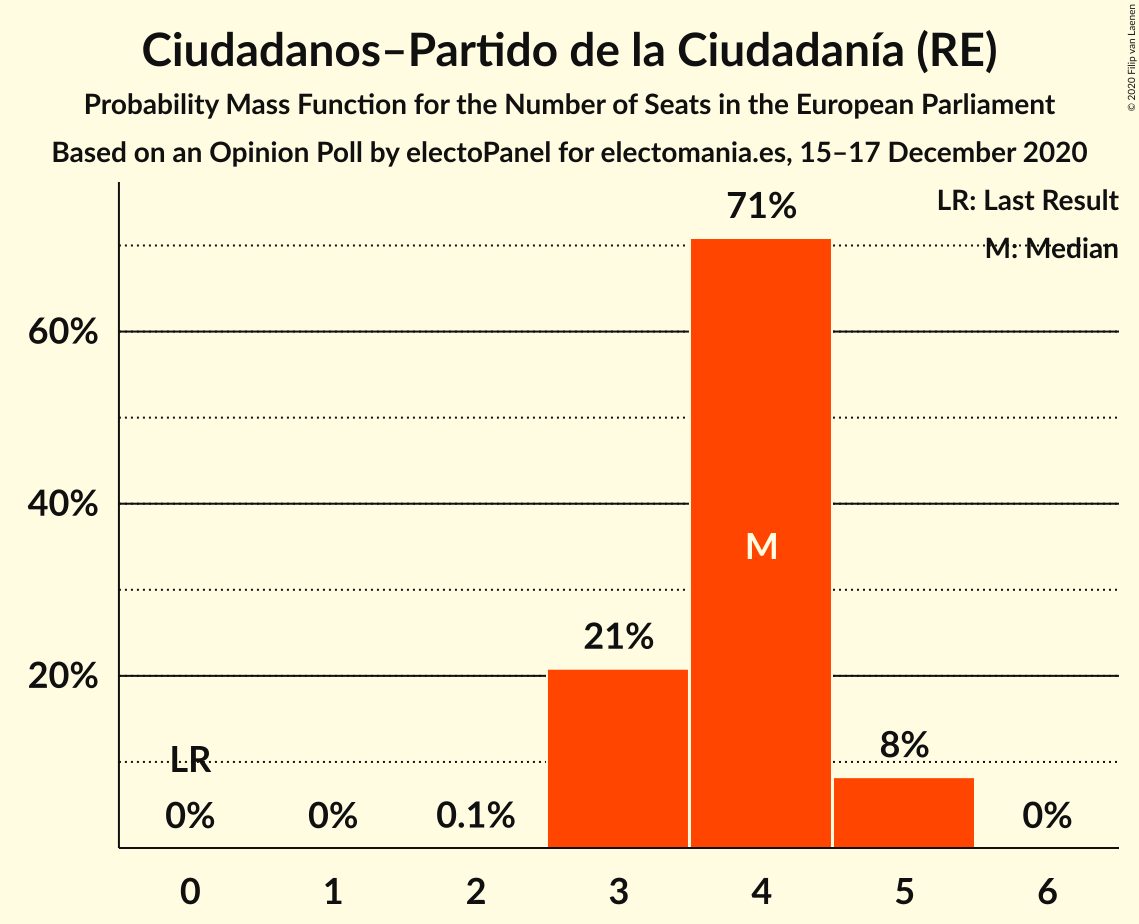 Ciudadanos–Partido de la Ciudadanía (RE)
Probability Mass Function for the Number of Seats in the European Parliament
Based on an Opinion Poll by electoPanel for electomania.es, 15–17 December 2020
© 2020 Filip van Laenen
LR: Last Result
M: Median
71%
60%
40%
M
21%
20%
LR
8%
0%
0%
0.1%
0%
0
1
2
3
4
5
6